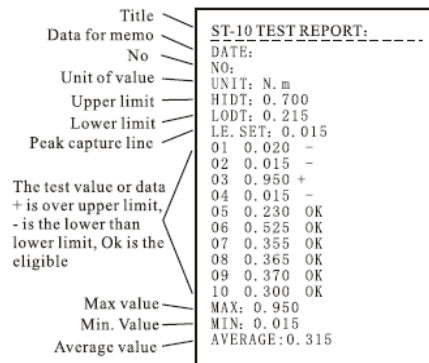 Title
Data for memo
No
Unit of value
Upper limit
Lower limit
Peak capture line
The test value or data
+ is over upper limit,
- is the lower than
lower limit, Ok is the
eligible
Max value
Min. Value
Average value
ST-10 TEST REPORT:
DATE:
NO:
UNIT: N.m
HIDT: 0.700
LODT: 0.215
LE.SET: 0.015
01 0.020 -
02 0.015 -
03 0.950 +
04 0.015 -
05 0.230 OK
06 0.525 OK
07 0.355 OK
08 0.365 OK
09 0.370 OK
10 0.300 OK
MAX: 0.950
MIN: 0.015
AVERAGE:0.315